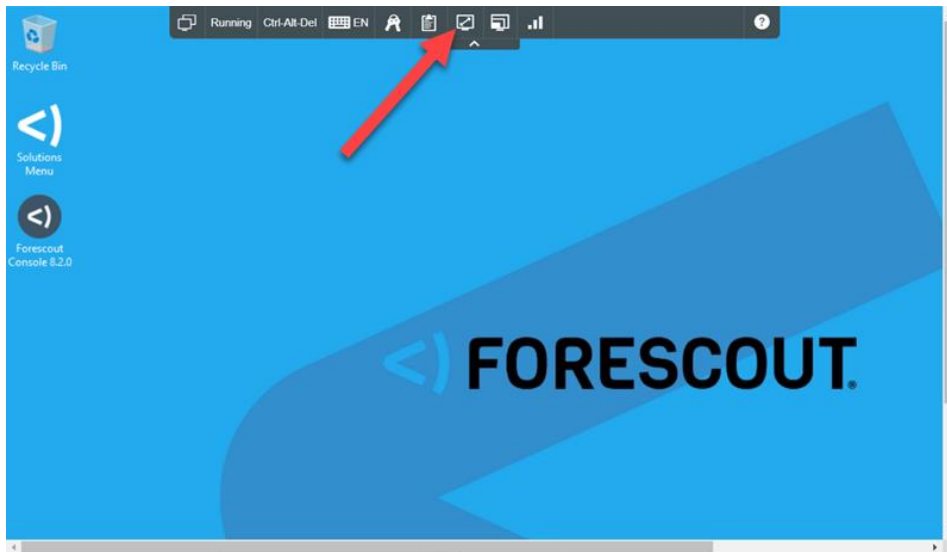 Running Ctrl-Alt-Del EN
Recycle Bin
Solutions
Menu
Forescout
Console 8.2.0
FORESCOUT